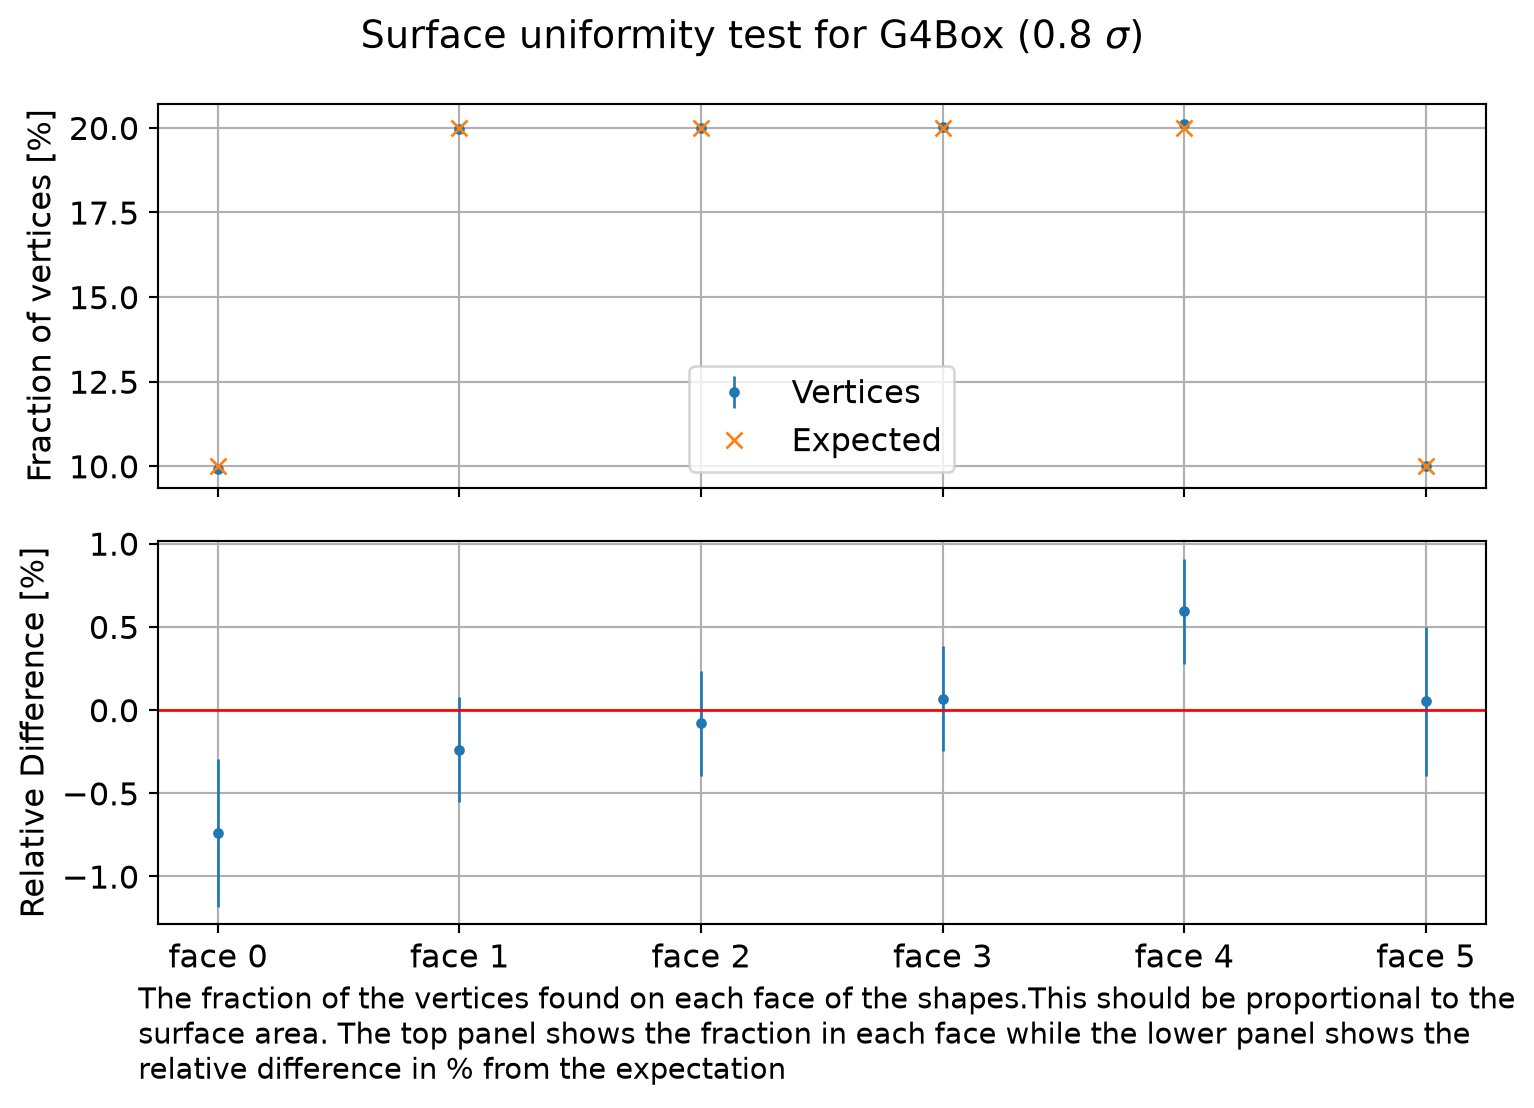 Surface uniformity test for G4Box (0.8 σ)
Fraction of vertices [%]
20.0
17.5
15.0
12.5
10.0
Vertices
Expected
Relative Difference [%]
1.0
0.5
0.0
−0.5
−1.0
face 0 face 1 face 2 face 3 face 4 face 5
The fraction of the vertices found on each face of the shapes.This should be proportional to the
surface area. The top panel shows the fraction in each face while the lower panel shows the
relative difference in % from the expectation